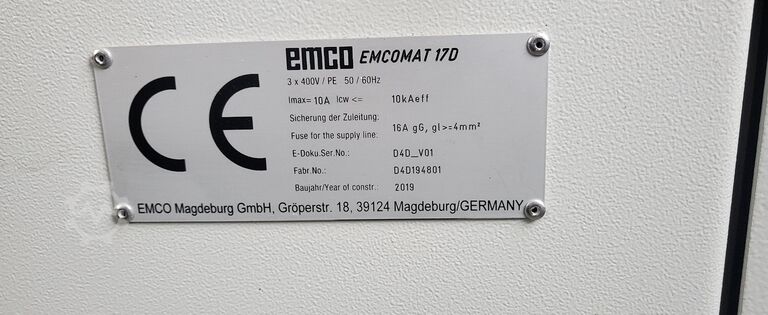 emco EMCOMAT 17D
CE
3 x 400V / PE 50 / 60Hz
Imax= 10A Icw <= 10kAeff
Sicherung der Zuleitung:
Fuse for the supply line: 16A gG, gl>=4mm²
E-Doku.Ser.No.: D4D_V01
Fabr.No.: D4D194801
Baujahr/Year of constr.: 2019
EMCO Magdeburg GmbH, Gröperstr. 18, 39124 Magdeburg/GERMANY